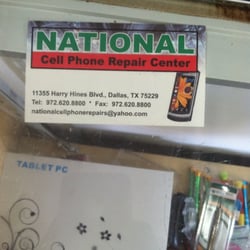 NATIONAL
Cell Phone Repair Center
11355 Harry Hines Blvd., Dallas, TX 75229
Tel: 972.620.8800 * Fax: 972.620.8800
nationalcellphonerepairs@yahoo.com
TABLET PC